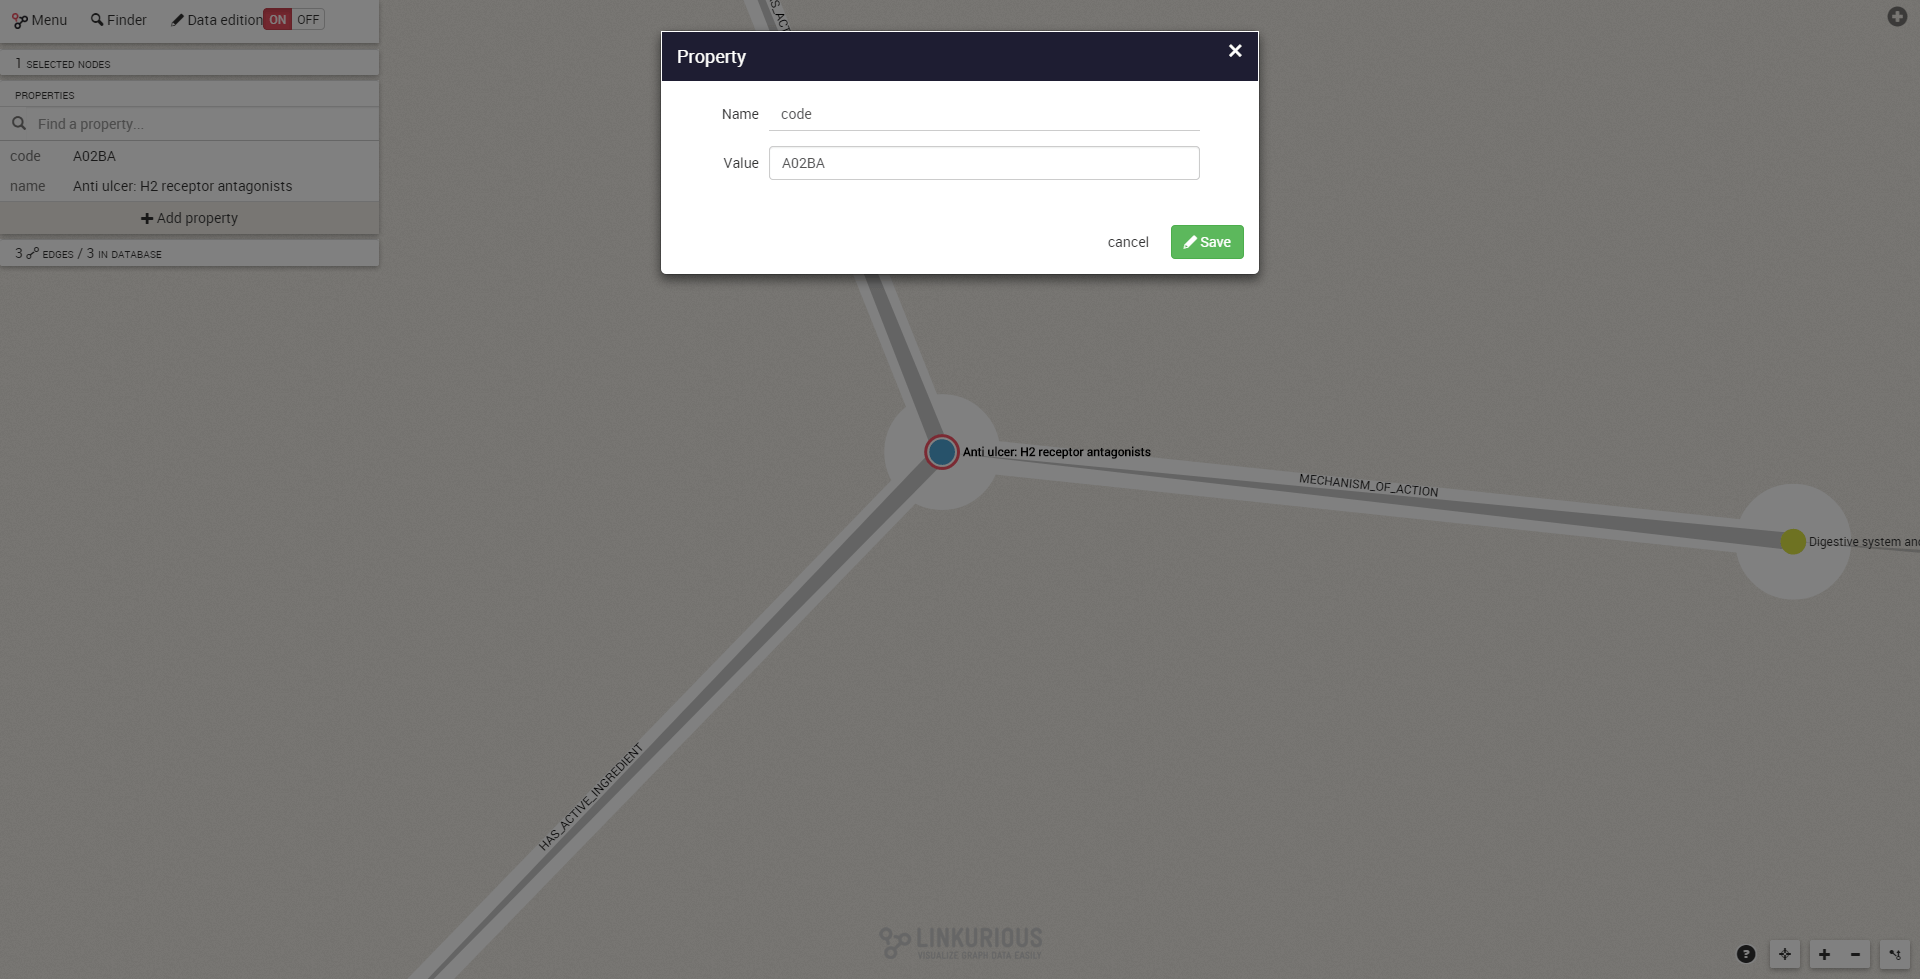 Menu Finder Data edition ON OFF
1 SELECTED NODES
PROPERTIES
Find a property...
code A02BA
name Anti ulcer: H2 receptor antagonists
Add property
3 EDGES / 3 IN DATABASE
Property
Name code
Value A02BA
cancel Save
Anti ulcer: H2 receptor antagonists
MECHANISM_OF_ACTION
Digestive system an
HAS_ACTIVE_INGREDIENT
LINKURIOUS
VISUALIZE GRAPH DATA EASILY.